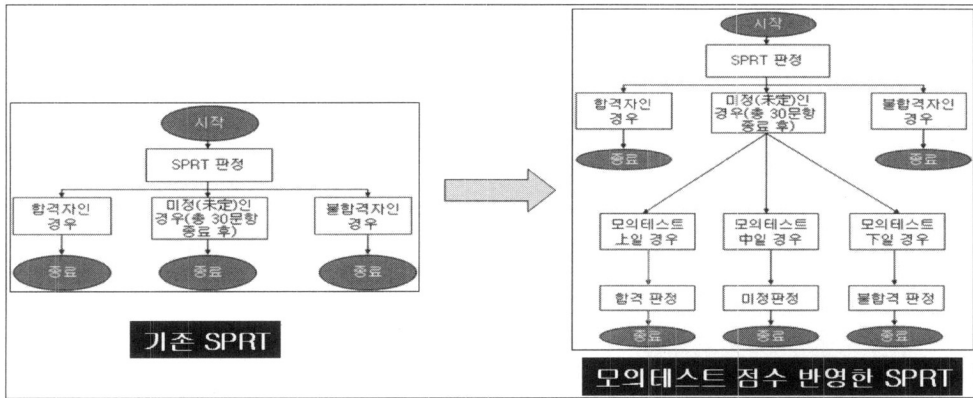 시작
SPRT 판정
합격자인
경우
미정(未定)인
경우(총 30문항
종료 후)
불합격자인
경우
종료
종료
종료
기존 SPRT
시작
SPRT 판정
합격자인
경우
미정(未定)인
경우(총 30문항
종료 후)
불합격자인
경우
종료
종료
모의테스트
上일 경우
모의테스트
中일 경우
모의테스트
下일 경우
합격 판정
미정판정
불합격 판정
종료
종료
종료
모의테스트 점수 반영한 SPRT